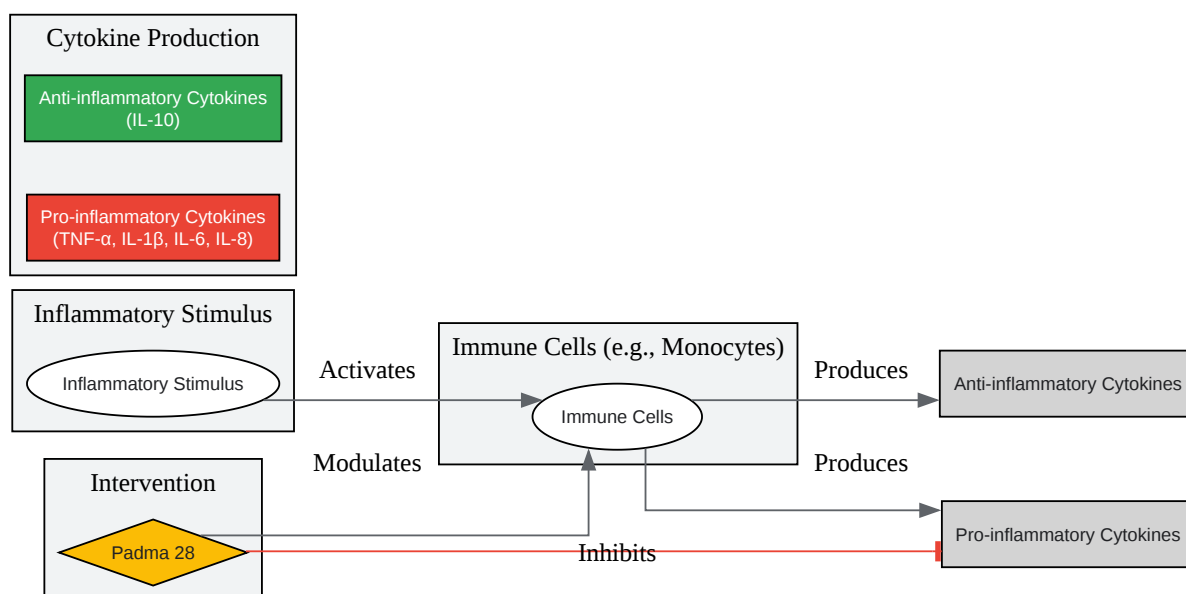 Cytokine Production
Anti-inflammatory Cytokines
(IL-10)
Pro-inflammatory Cytokines
(TNF-α, IL-1β, IL-6, IL-8)
Inflammatory Stimulus
Inflammatory Stimulus
Activates
Immune Cells (e.g., Monocytes)
Immune Cells
Produces
Anti-inflammatory Cytokines
Modulates
Produces
Intervention
Padma 28
Inhibits
Pro-inflammatory Cytokines